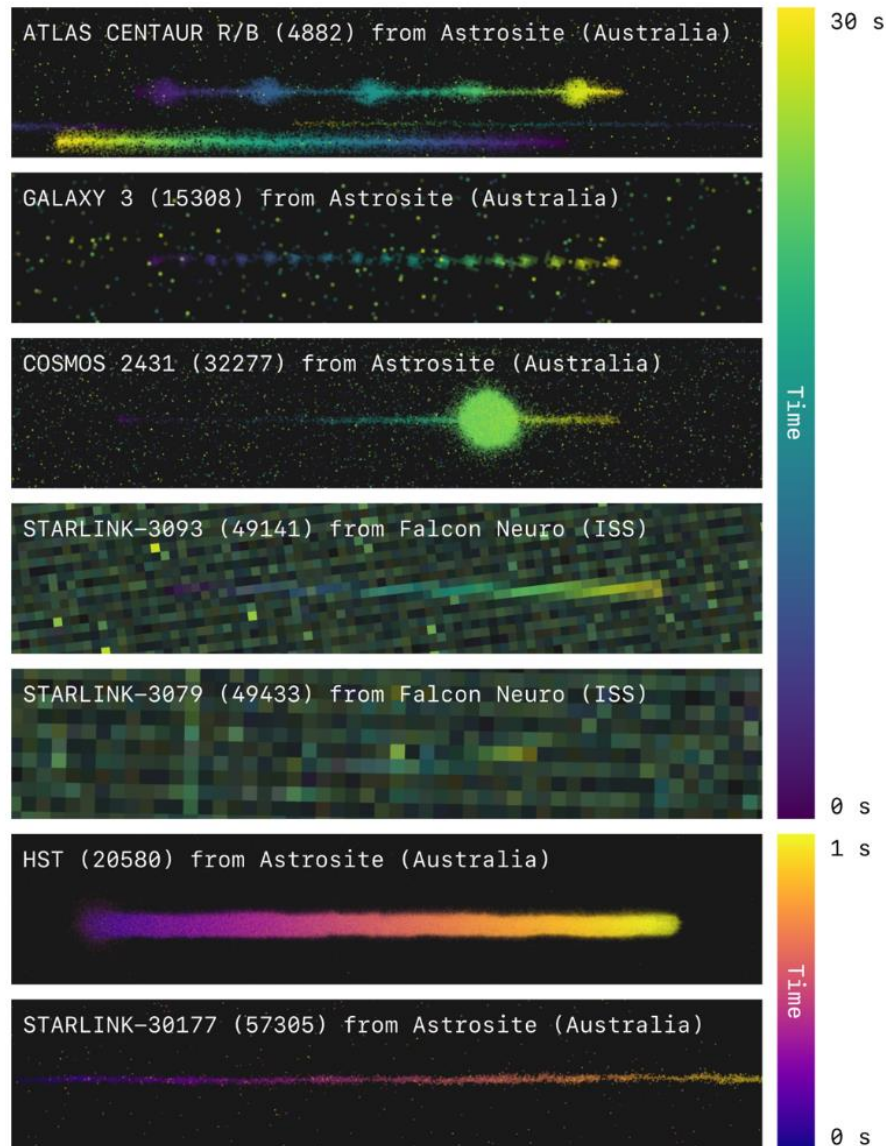 ATLAS CENTAUR R/B (4882) from Astrosite (Australia)
30 s
GALAXY 3 (15308) from Astrosite (Australia)
COSMOS 2431 (32277) from Astrosite (Australia)
Time
STARLINK–3093 (49141) from Falcon Neuro (ISS)
STARLINK–3079 (49433) from Falcon Neuro (ISS)
0 s
HST (20580) from Astrosite (Australia)
1 s
Time
STARLINK–30177 (57305) from Astrosite (Australia)
0 s